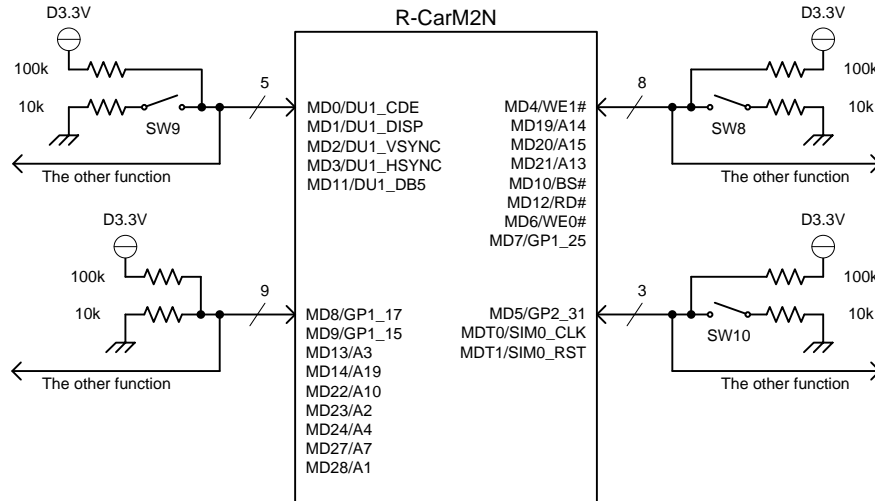 R-CarM2N
D3.3V
100k
10k
SW9
5
The other function
MD0/DU1_CDE
MD1/DU1_DISP
MD2/DU1_VSYNC
MD3/DU1_HSYNC
MD11/DU1_DB5
D3.3V
100k
10k
9
The other function
MD8/GP1_17
MD9/GP1_15
MD13/A3
MD14/A19
MD22/A10
MD23/A2
MD24/A4
MD27/A7
MD28/A1
MD4/WE1#
MD19/A14
MD20/A15
MD21/A13
MD10/BS#
MD12/RD#
MD6/WE0#
MD7/GP1_25
8
D3.3V
100k
10k
SW8
The other function
MD5/GP2_31
MDT0/SIM0_CLK
MDT1/SIM0_RST
3
D3.3V
100k
10k
SW10
The other function